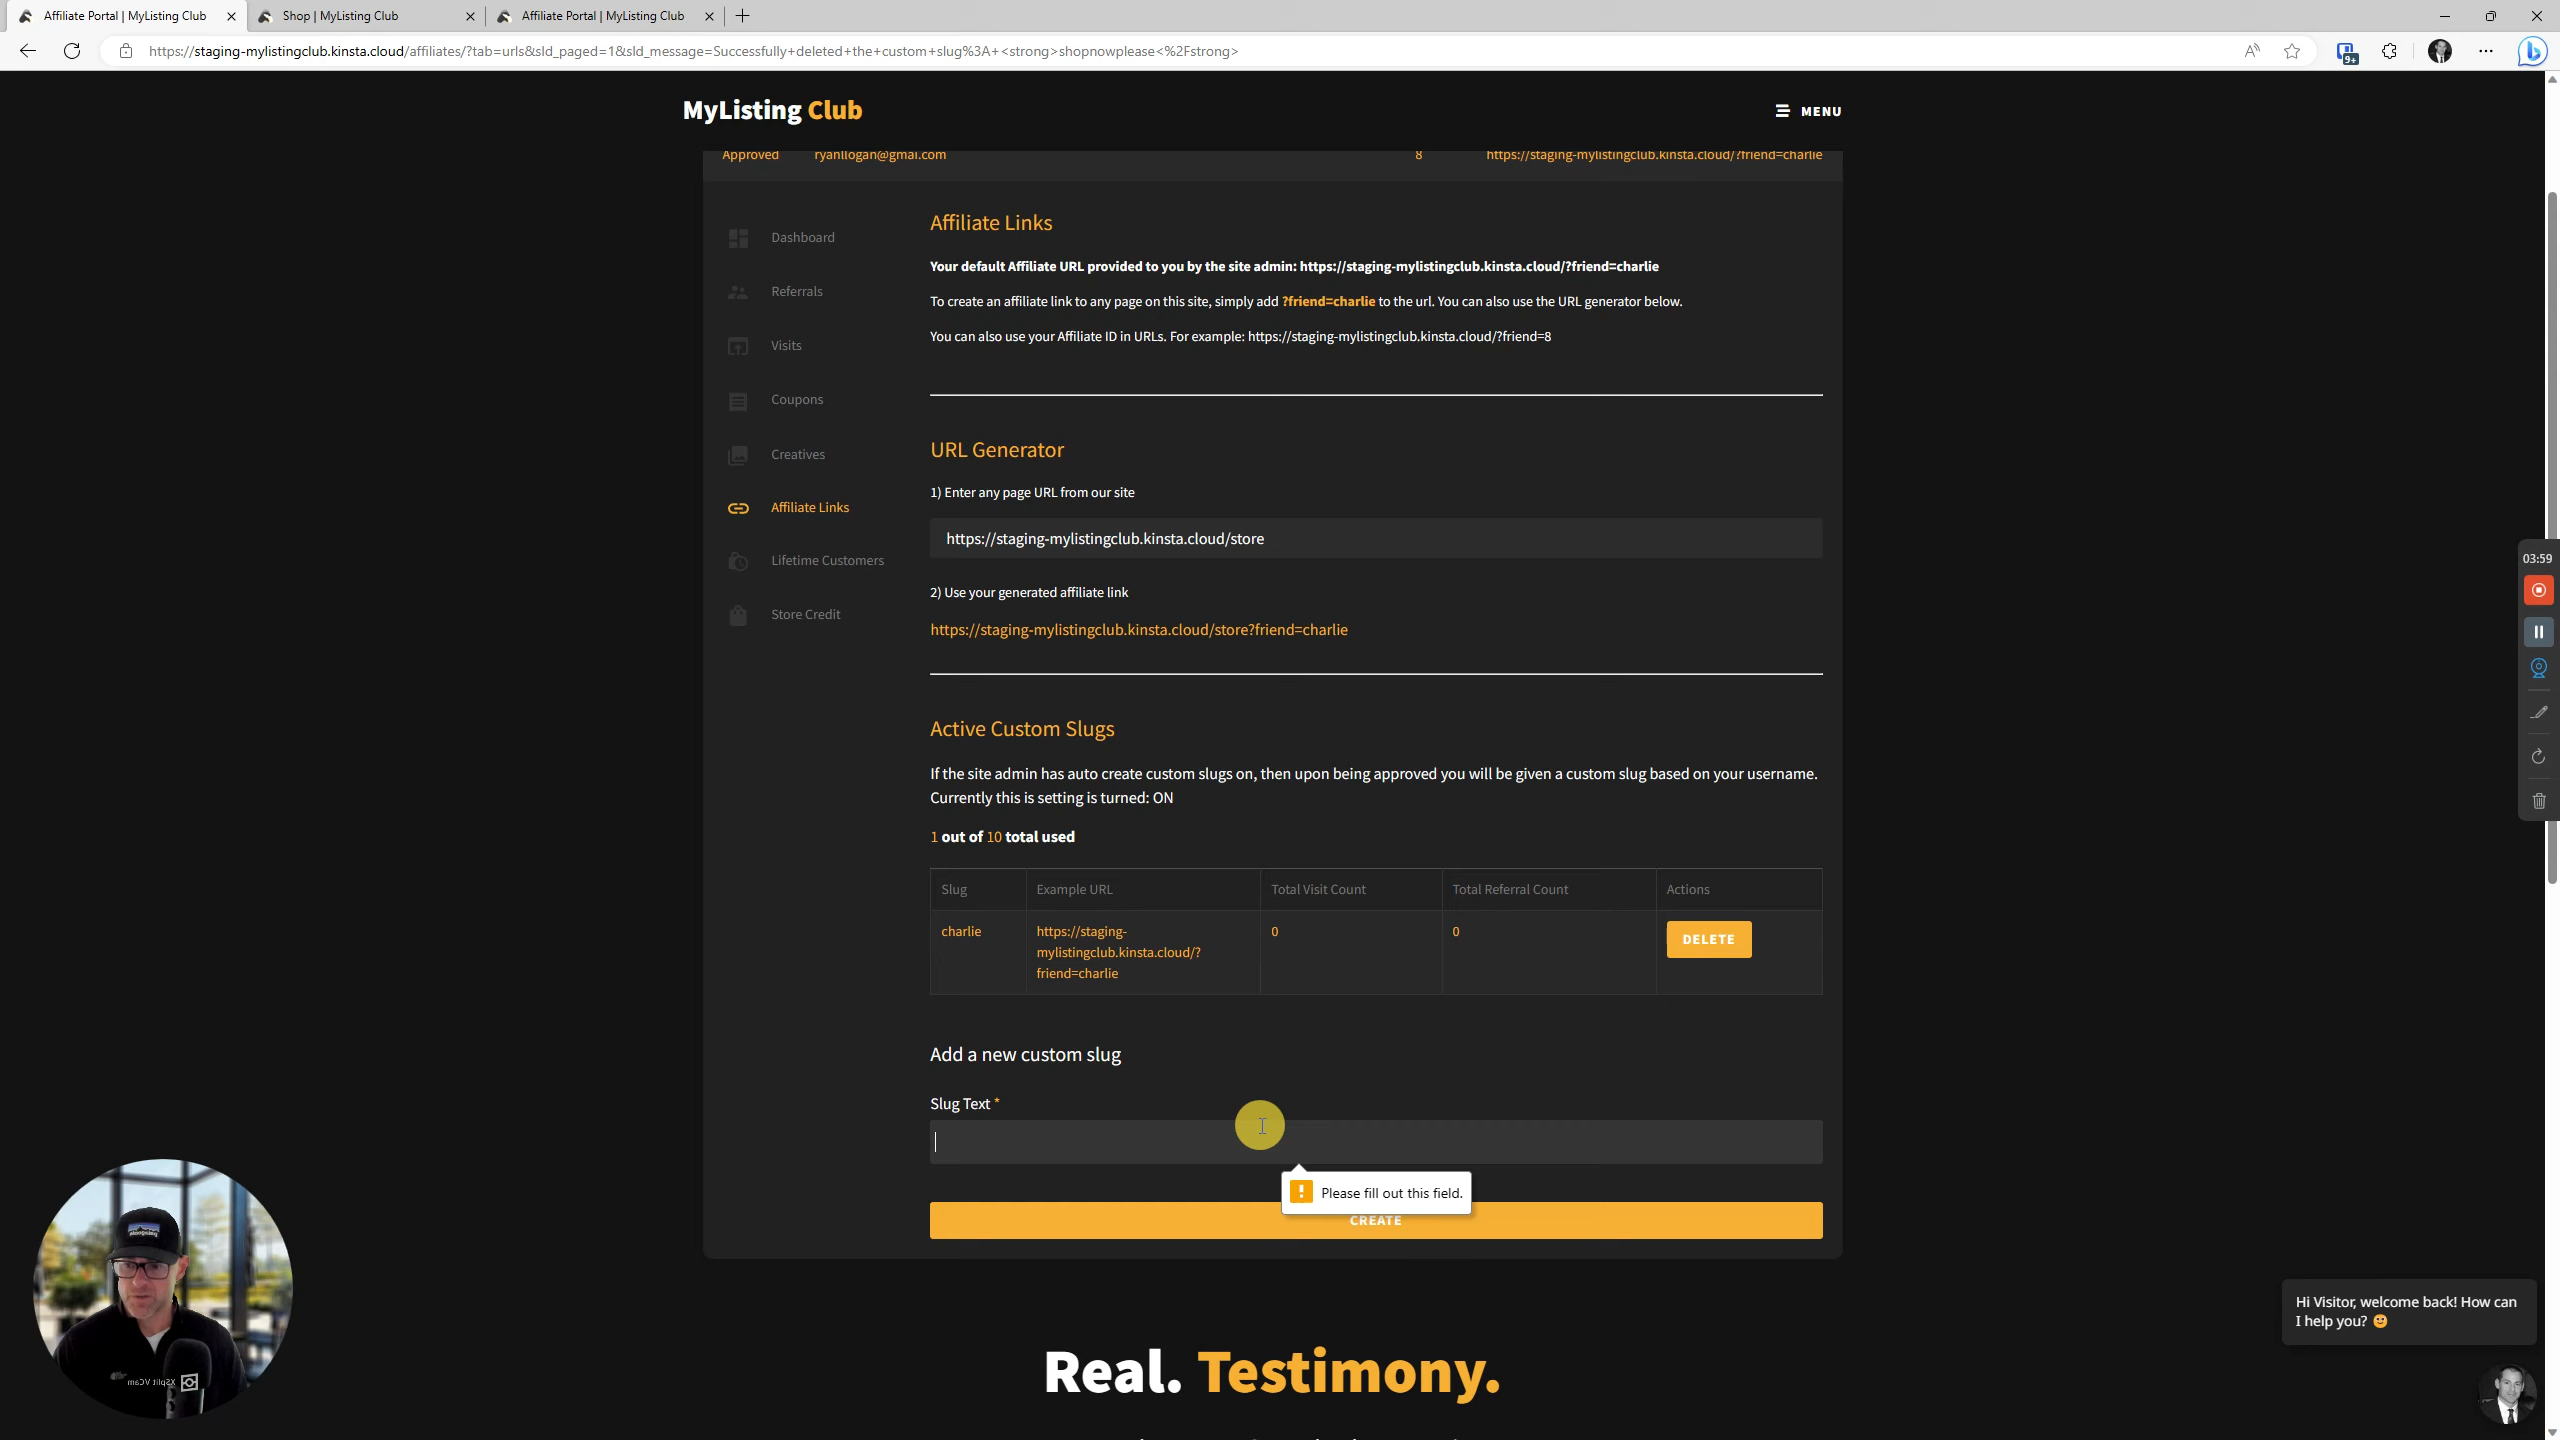 Affiliate Portal | MyListing Club
Shop | MyListing Club
Affiliate Portal | MyListing Club
https://staging-mylistingclub.kinsta.cloud/affiliates/?tab=urls&sld_paged=1&sld_message=Successfully+deleted+the+custom+slug%3A+<strong>shopnowplease<%2Fstrong>
9+
MyListing Club
MENU
Approved ryanllogan@gmai.com 8 https://staging-mylistingclub.kinsta.cloud/?friend=charlie
Dashboard
Referrals
Visits
Coupons
Creatives
Affiliate Links
Lifetime Customers
Store Credit
Affiliate Links
Your default Affiliate URL provided to you by the site admin: https://staging-mylistingclub.kinsta.cloud/?friend=charlie
To create an affiliate link to any page on this site, simply add ?friend=charlie to the url. You can also use the URL generator below.
You can also use your Affiliate ID in URLs. For example: https://staging-mylistingclub.kinsta.cloud/?friend=8
URL Generator
1) Enter any page URL from our site
https://staging-mylistingclub.kinsta.cloud/store
2) Use your generated affiliate link
https://staging-mylistingclub.kinsta.cloud/store?friend=charlie
Active Custom Slugs
If the site admin has auto create custom slugs on, then upon being approved you will be given a custom slug based on your username.
Currently this is setting is turned: ON
1 out of 10 total used
Slug Example URL Total Visit Count Total Referral Count Actions
charlie https://staging- 0 0 DELETE
mylistingclub.kinsta.cloud/?
friend=charlie
Add a new custom slug
Slug Text *
Please fill out this field.
CREATE
Real. Testimony.
03:59
Hi Visitor, welcome back! How can
I help you?
XSplit VCam